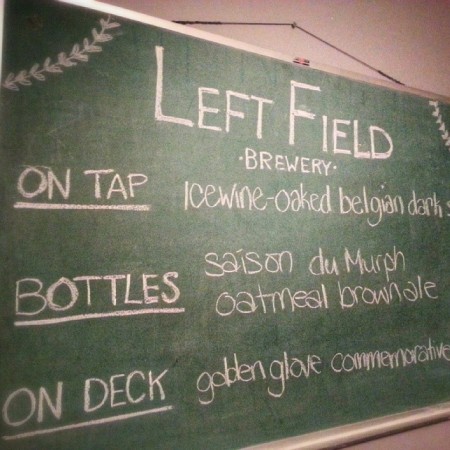 LEFT FIELD
·BREWERY·
ON TAP Icewine-oaked belgian dark
BOTTLES saison du Murph
oatmeal brown ale
ON DECK golden glove commemorative